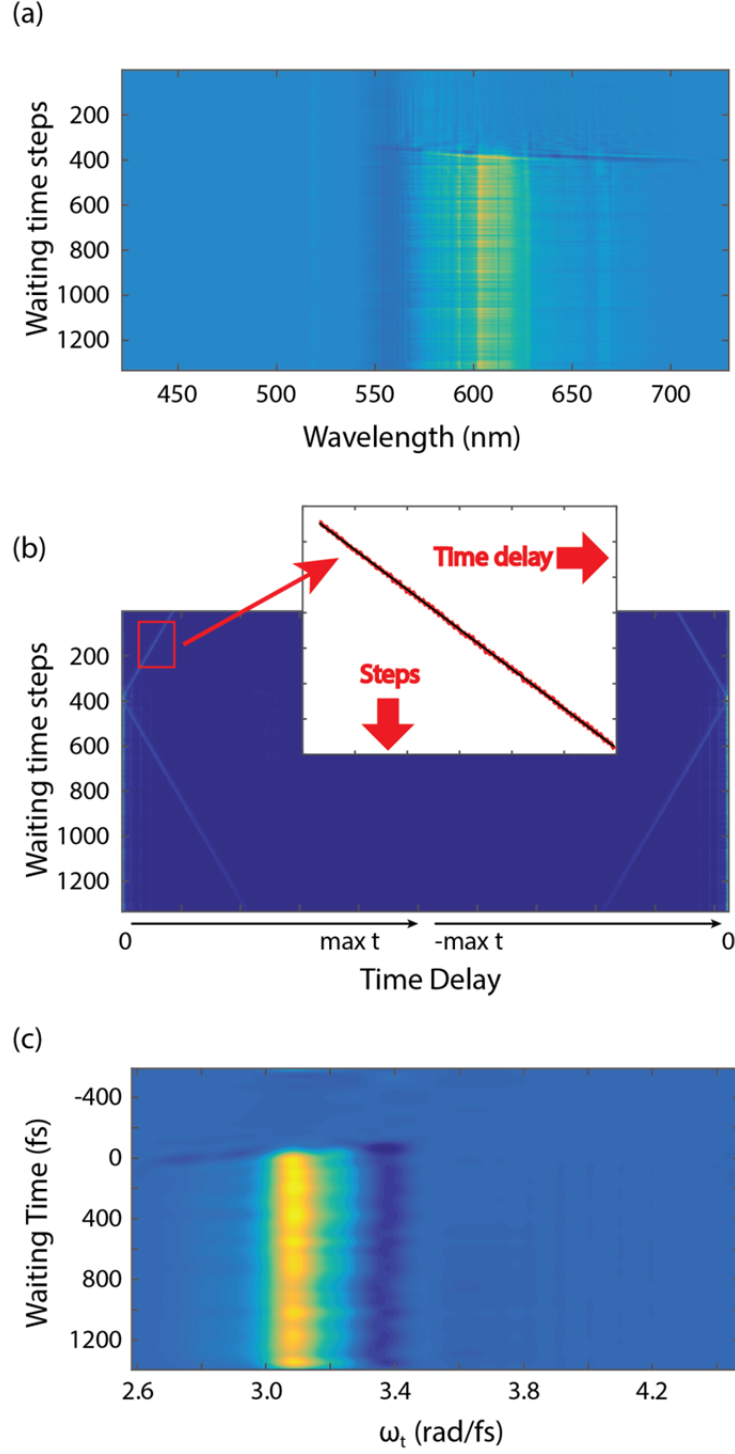 (a)
Waiting time steps
200
400
600
800
1000
1200
450 500 550 600 650 700
Wavelength (nm)
(b)
Time delay
Steps
Waiting time steps
200
400
600
800
1000
1200
0 max t -max t 0
Time Delay
(c)
Waiting Time (fs)
-400
0
400
800
1200
2.6 3.0 3.4 3.8 4.2
ωt (rad/fs)